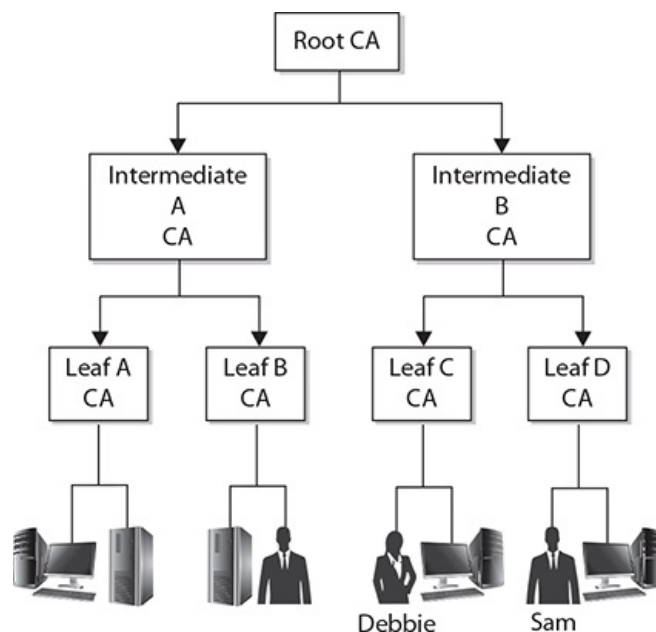 Root CA
Intermediate
A
CA
Intermediate
B
CA
Leaf A
CA
Leaf B
CA
Leaf C
CA
Leaf D
CA
Debbie
Sam